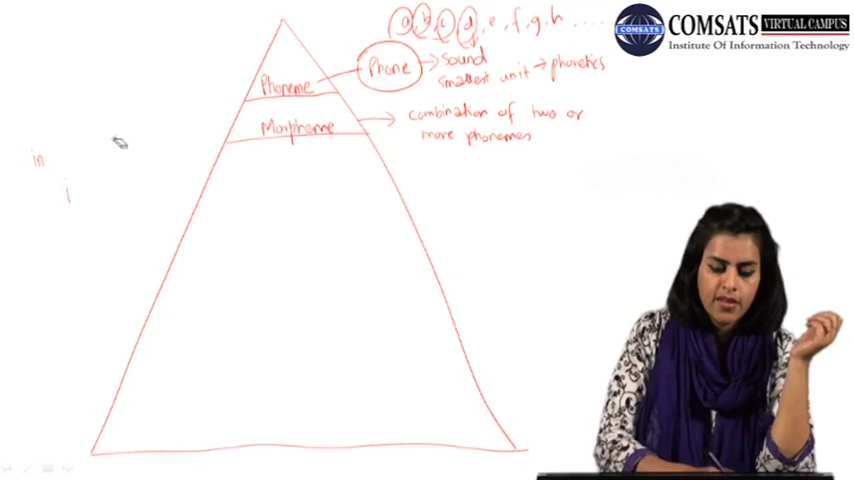 a, b, c, d, e, f, g, h ....
COMSATS VIRTUAL CAMPUS
Institute Of Information Technology
Phone → sound
smallest unit → phonetics
Phoneme
Morpheme → combination of two or
more phonemes
in
i